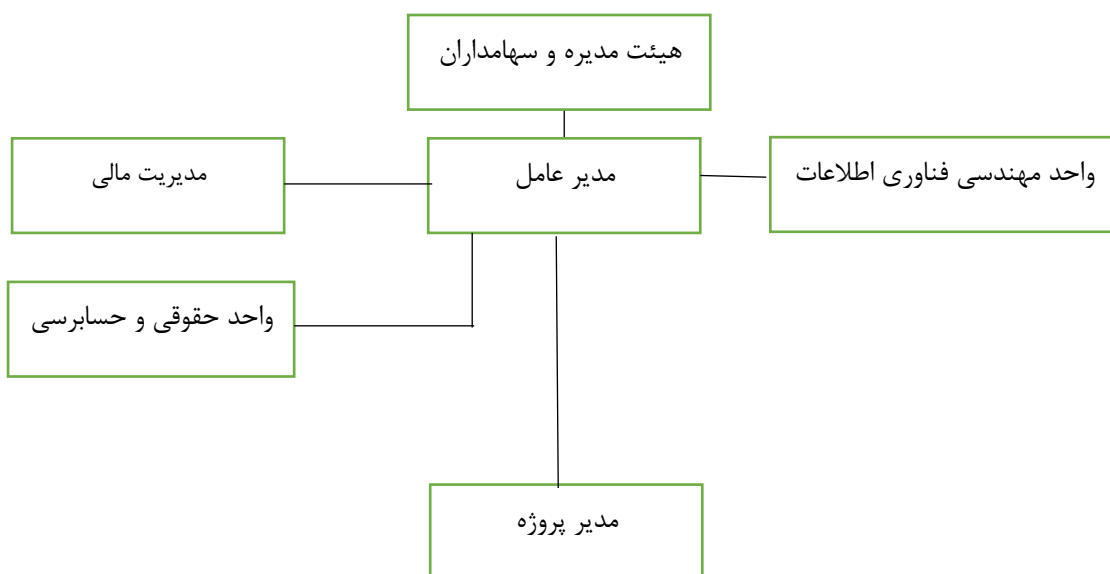 هیئت مدیره و سهامداران
واحد مهندسی فناوری اطلاعات
مدیر عامل
مدیریت مالی
واحد حقوقی و حسابرسی
مدیر پروژه